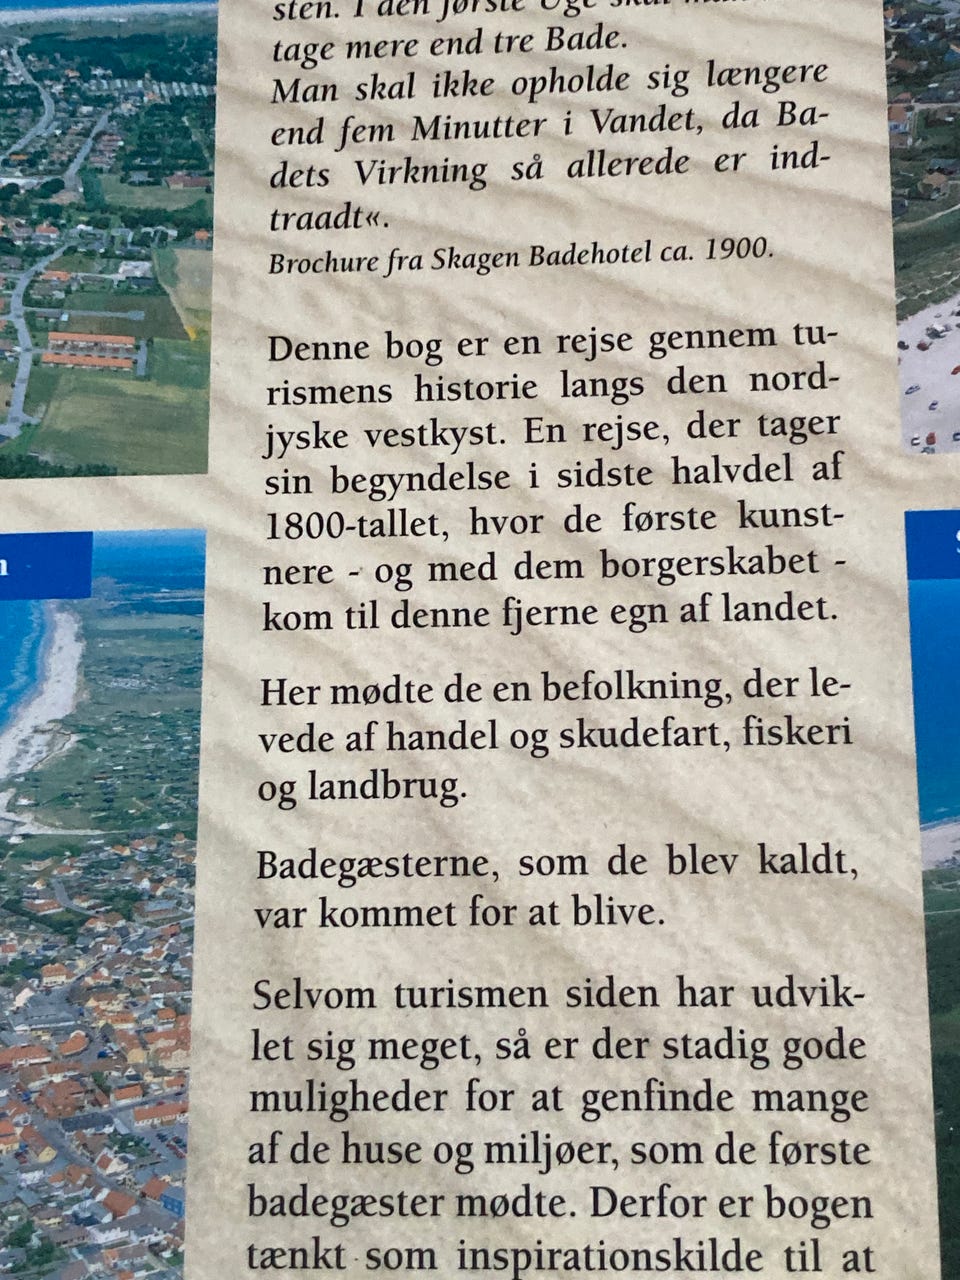 sten. I den første Uge skal man
tage mere end tre Bade.
Man skal ikke opholde sig længere
end fem Minutter i Vandet, da Ba-
dets Virkning så allerede er ind-
traadt«.
Brochure fra Skagen Badehotel ca. 1900.
Denne bog er en rejse gennem tu-
rismens historie langs den nord-
jyske vestkyst. En rejse, der tager
sin begyndelse i sidste halvdel af
1800-tallet, hvor de første kunst-
nere - og med dem borgerskabet -
kom til denne fjerne egn af landet.
Her mødte de en befolkning, der le-
vede af handel og skudefart, fiskeri
og landbrug.
Badegæsterne, som de blev kaldt,
var kommet for at blive.
Selvom turismen siden har udvik-
let sig meget, så er der stadig gode
muligheder for at genfinde mange
af de huse og miljøer, som de første
badegæster mødte. Derfor er bogen
tænkt som inspirationskilde til at